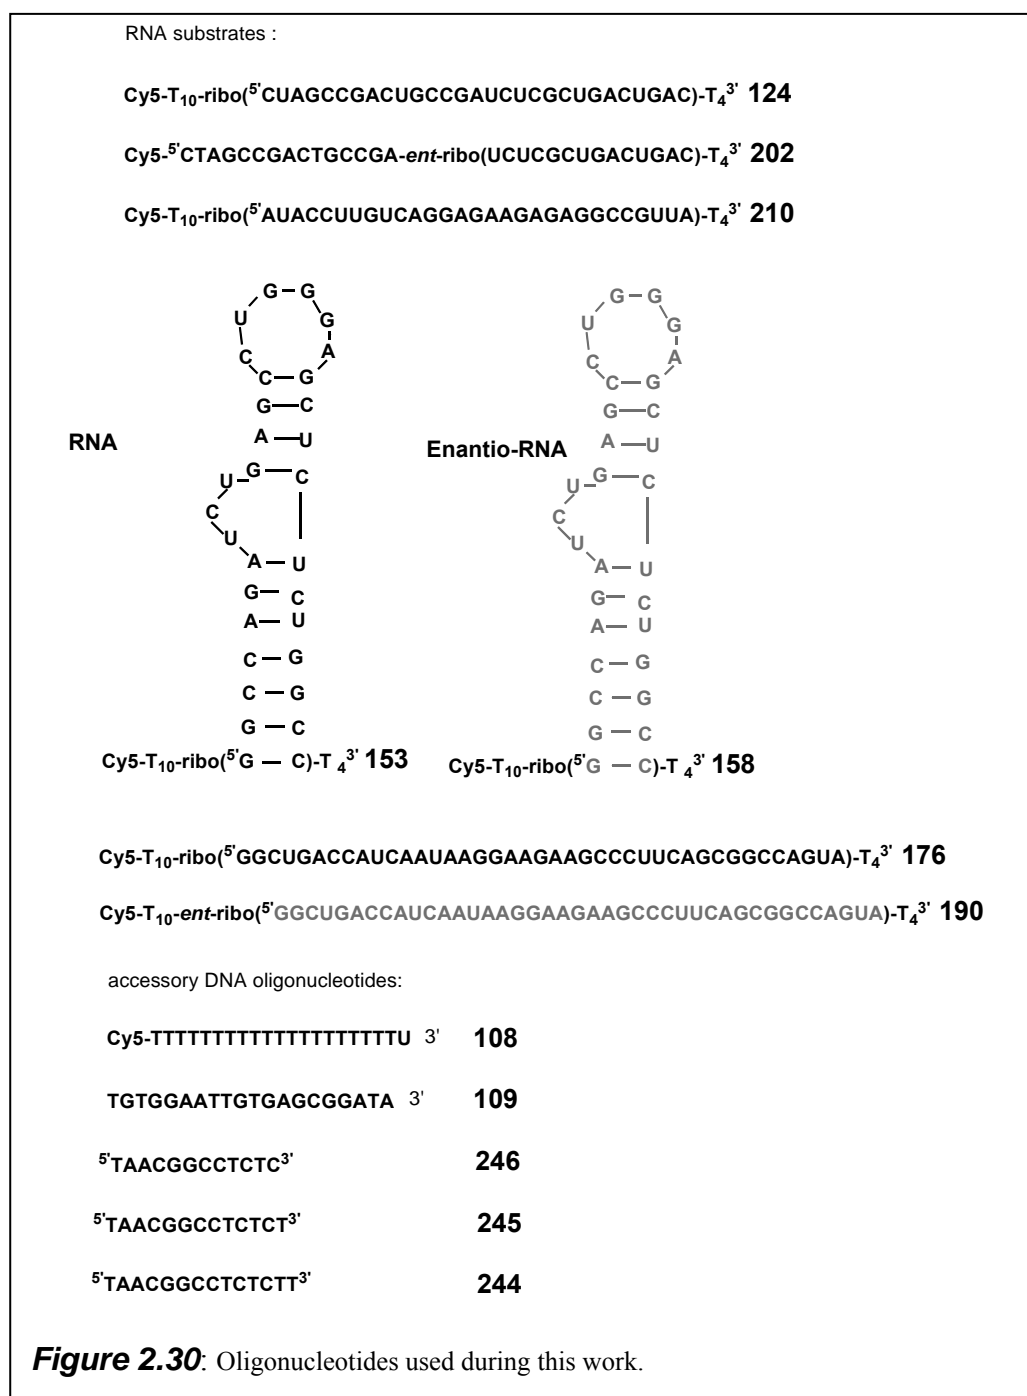 RNA substrates :
Cy5-T10-ribo(5'CUAGCCGACUGCCGAUCUCGCUGACUGAC)-T4 3' 124
Cy5-5'CTAGCCGACTGCCGA-ent-ribo(UCUCGCUGACUGAC)-T4 3' 202
Cy5-T10-ribo(5'AUACCUUGUCAGGAGAAGAGAGGCCGUUA)-T4 3' 210
G G G G
U G U G
C A C A
C G C G
G C G C
RNA A U Enantio-RNA A U
U G C U G C
C C
U A U U A U
G C G C
A U A U
C G C G
C G C G
G C G C
Cy5-T10-ribo(5'G C)-T 4 3' 153 Cy5-T10-ribo(5'G C)-T 4 3' 158
Cy5-T10-ribo(5'GGCUGACCAUCAAUAAGGAAGAAGCCCUUCAGCGGCCAGUA)-T4 3' 176
Cy5-T10-ent-ribo(5'GGCUGACCAUCAAUAAGGAAGAAGCCCUUCAGCGGCCAGUA)-T4 3' 190
accessory DNA oligonucleotides:
Cy5-TTTTTTTTTTTTTTTTTTTU 3' 108
TGTGGAATTGTGAGCGGATA 3' 109
5'TAACGGCCTCTC3' 246
5'TAACGGCCTCTCT3' 245
5'TAACGGCCTCTCTT3' 244
Figure 2.30: Oligonucleotides used during this work.